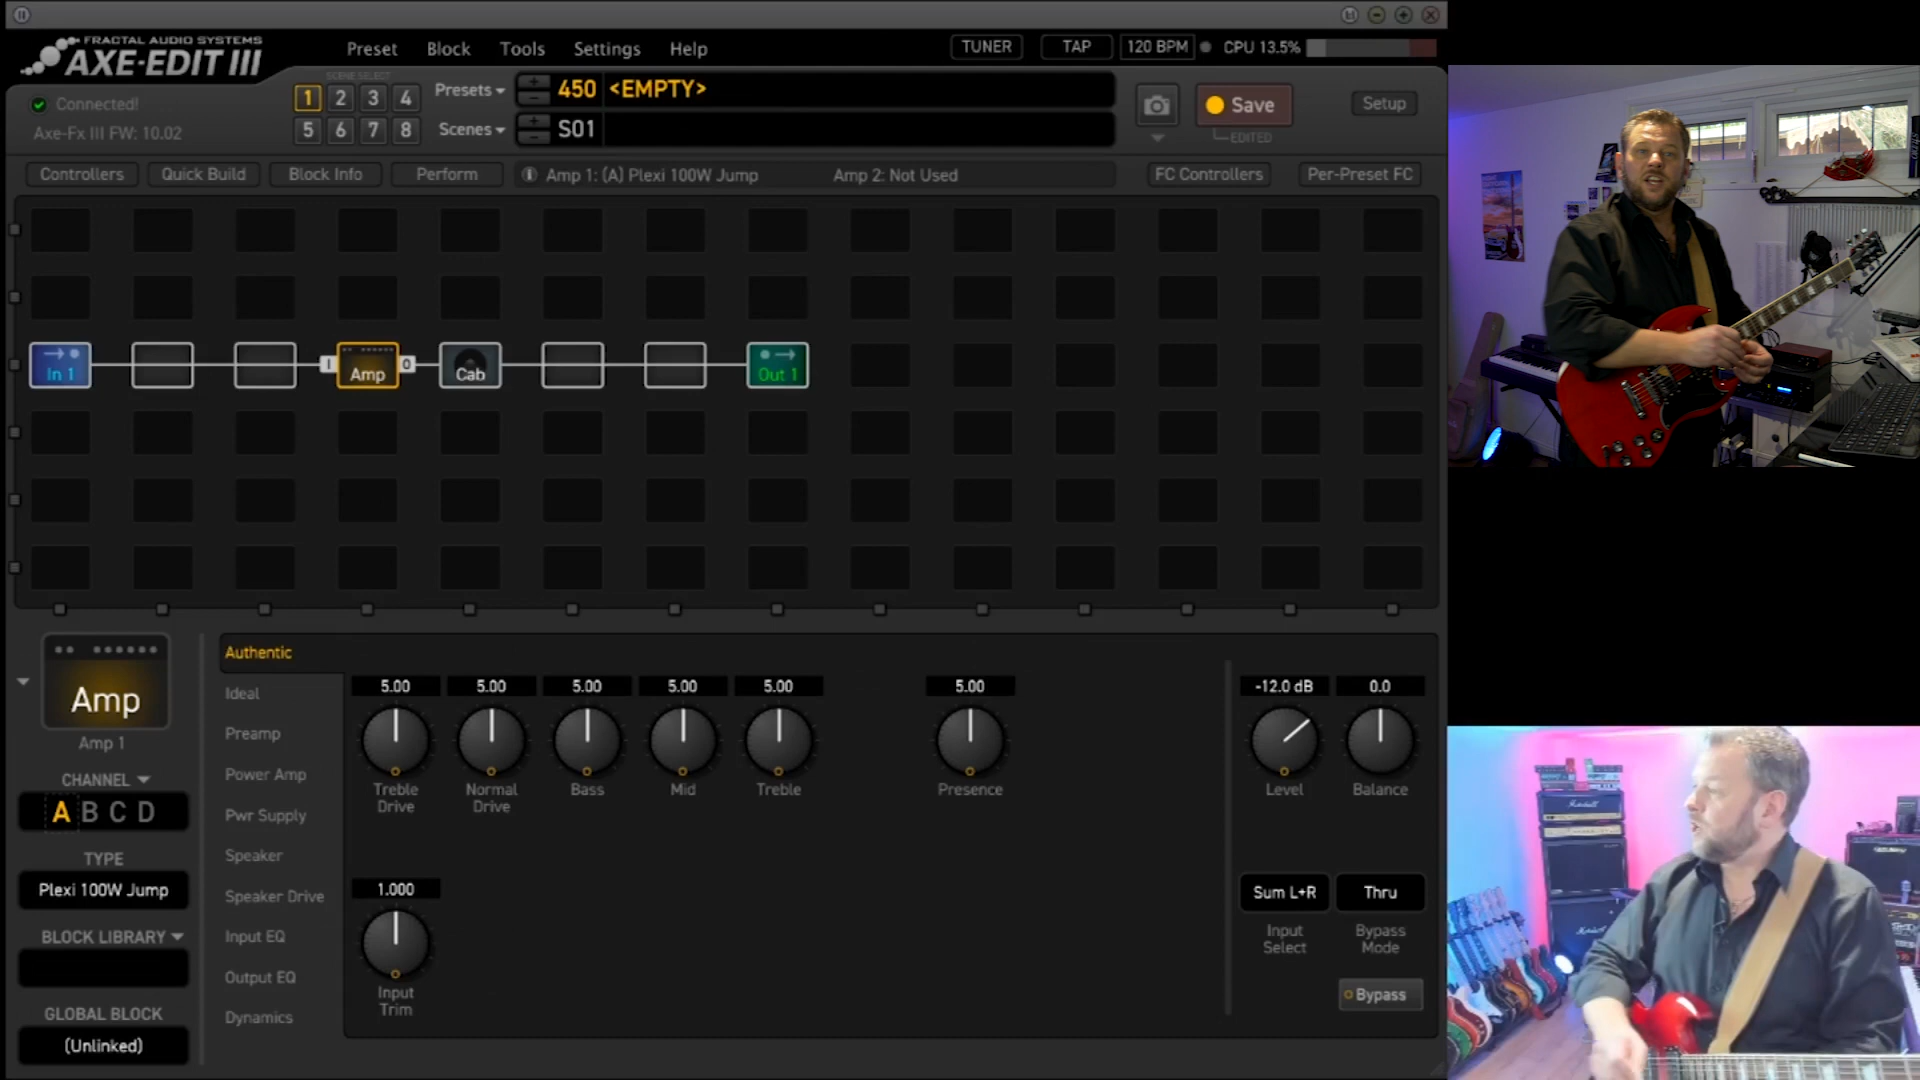 FRACTAL AUDIO SYSTEMS
AXE-EDIT III
Preset Block Tools Settings Help
TUNER TAP 120 BPM CPU 13.5%
SCENE SELECT
1 2 3 4
5 6 7 8
Presets
450 <EMPTY>
Scenes
S01
Connected!
Axe-Fx III FW: 10.02
Save
EDITED
Setup
Controllers Quick Build Block Info Perform
Amp 1: (A) Plexi 100W Jump Amp 2: Not Used
FC Controllers Per-Preset FC
In 1
I Amp O
Cab
Out 1
Amp
Amp 1
CHANNEL
A B C D
TYPE
Plexi 100W Jump
BLOCK LIBRARY
GLOBAL BLOCK
(Unlinked)
Authentic
Ideal
Preamp
Power Amp
Pwr Supply
Speaker
Speaker Drive
Input EQ
Output EQ
Dynamics
5.00 5.00 5.00 5.00 5.00 5.00
Treble Drive
Normal Drive
Bass
Mid
Treble
Presence
1.000
Input Trim
-12.0 dB 0.0
Level Balance
Sum L+R Thru
Input Select
Bypass Mode
Bypass
Marshall